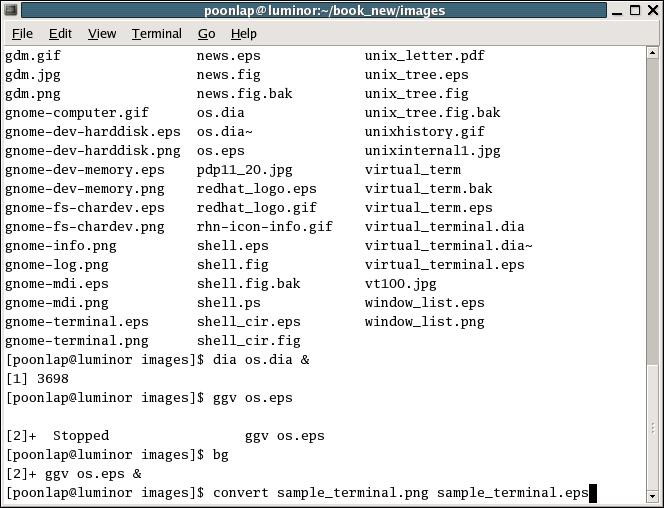 poonlap@luminor:~/book_new/images
File Edit View Terminal Go Help
gdm.gif news.eps unix_letter.pdf
gdm.jpg news.fig unix_tree.eps
gdm.png news.fig.bak unix_tree.fig
gnome-computer.gif os.dia unix_tree.fig.bak
gnome-dev-harddisk.eps os.dia~ unixhistory.gif
gnome-dev-harddisk.png os.eps unixinternal1.jpg
gnome-dev-memory.eps pdp11_20.jpg virtual_term
gnome-dev-memory.png redhat_logo.eps virtual_term.bak
gnome-fs-chardev.eps redhat_logo.gif virtual_term.eps
gnome-fs-chardev.png rhn-icon-info.gif virtual_terminal.dia
gnome-info.png shell.eps virtual_terminal.dia~
gnome-log.png shell.fig virtual_terminal.eps
gnome-mdi.eps shell.fig.bak vt100.jpg
gnome-mdi.png shell.ps window_list.eps
gnome-terminal.eps shell_cir.eps window_list.png
gnome-terminal.png shell_cir.fig
[poonlap@luminor images]$ dia os.dia &
[1] 3698
[poonlap@luminor images]$ ggv os.eps
[2]+  Stopped                 ggv os.eps
[poonlap@luminor images]$ bg
[2]+ ggv os.eps &
[poonlap@luminor images]$ convert sample_terminal.png sample_terminal.eps